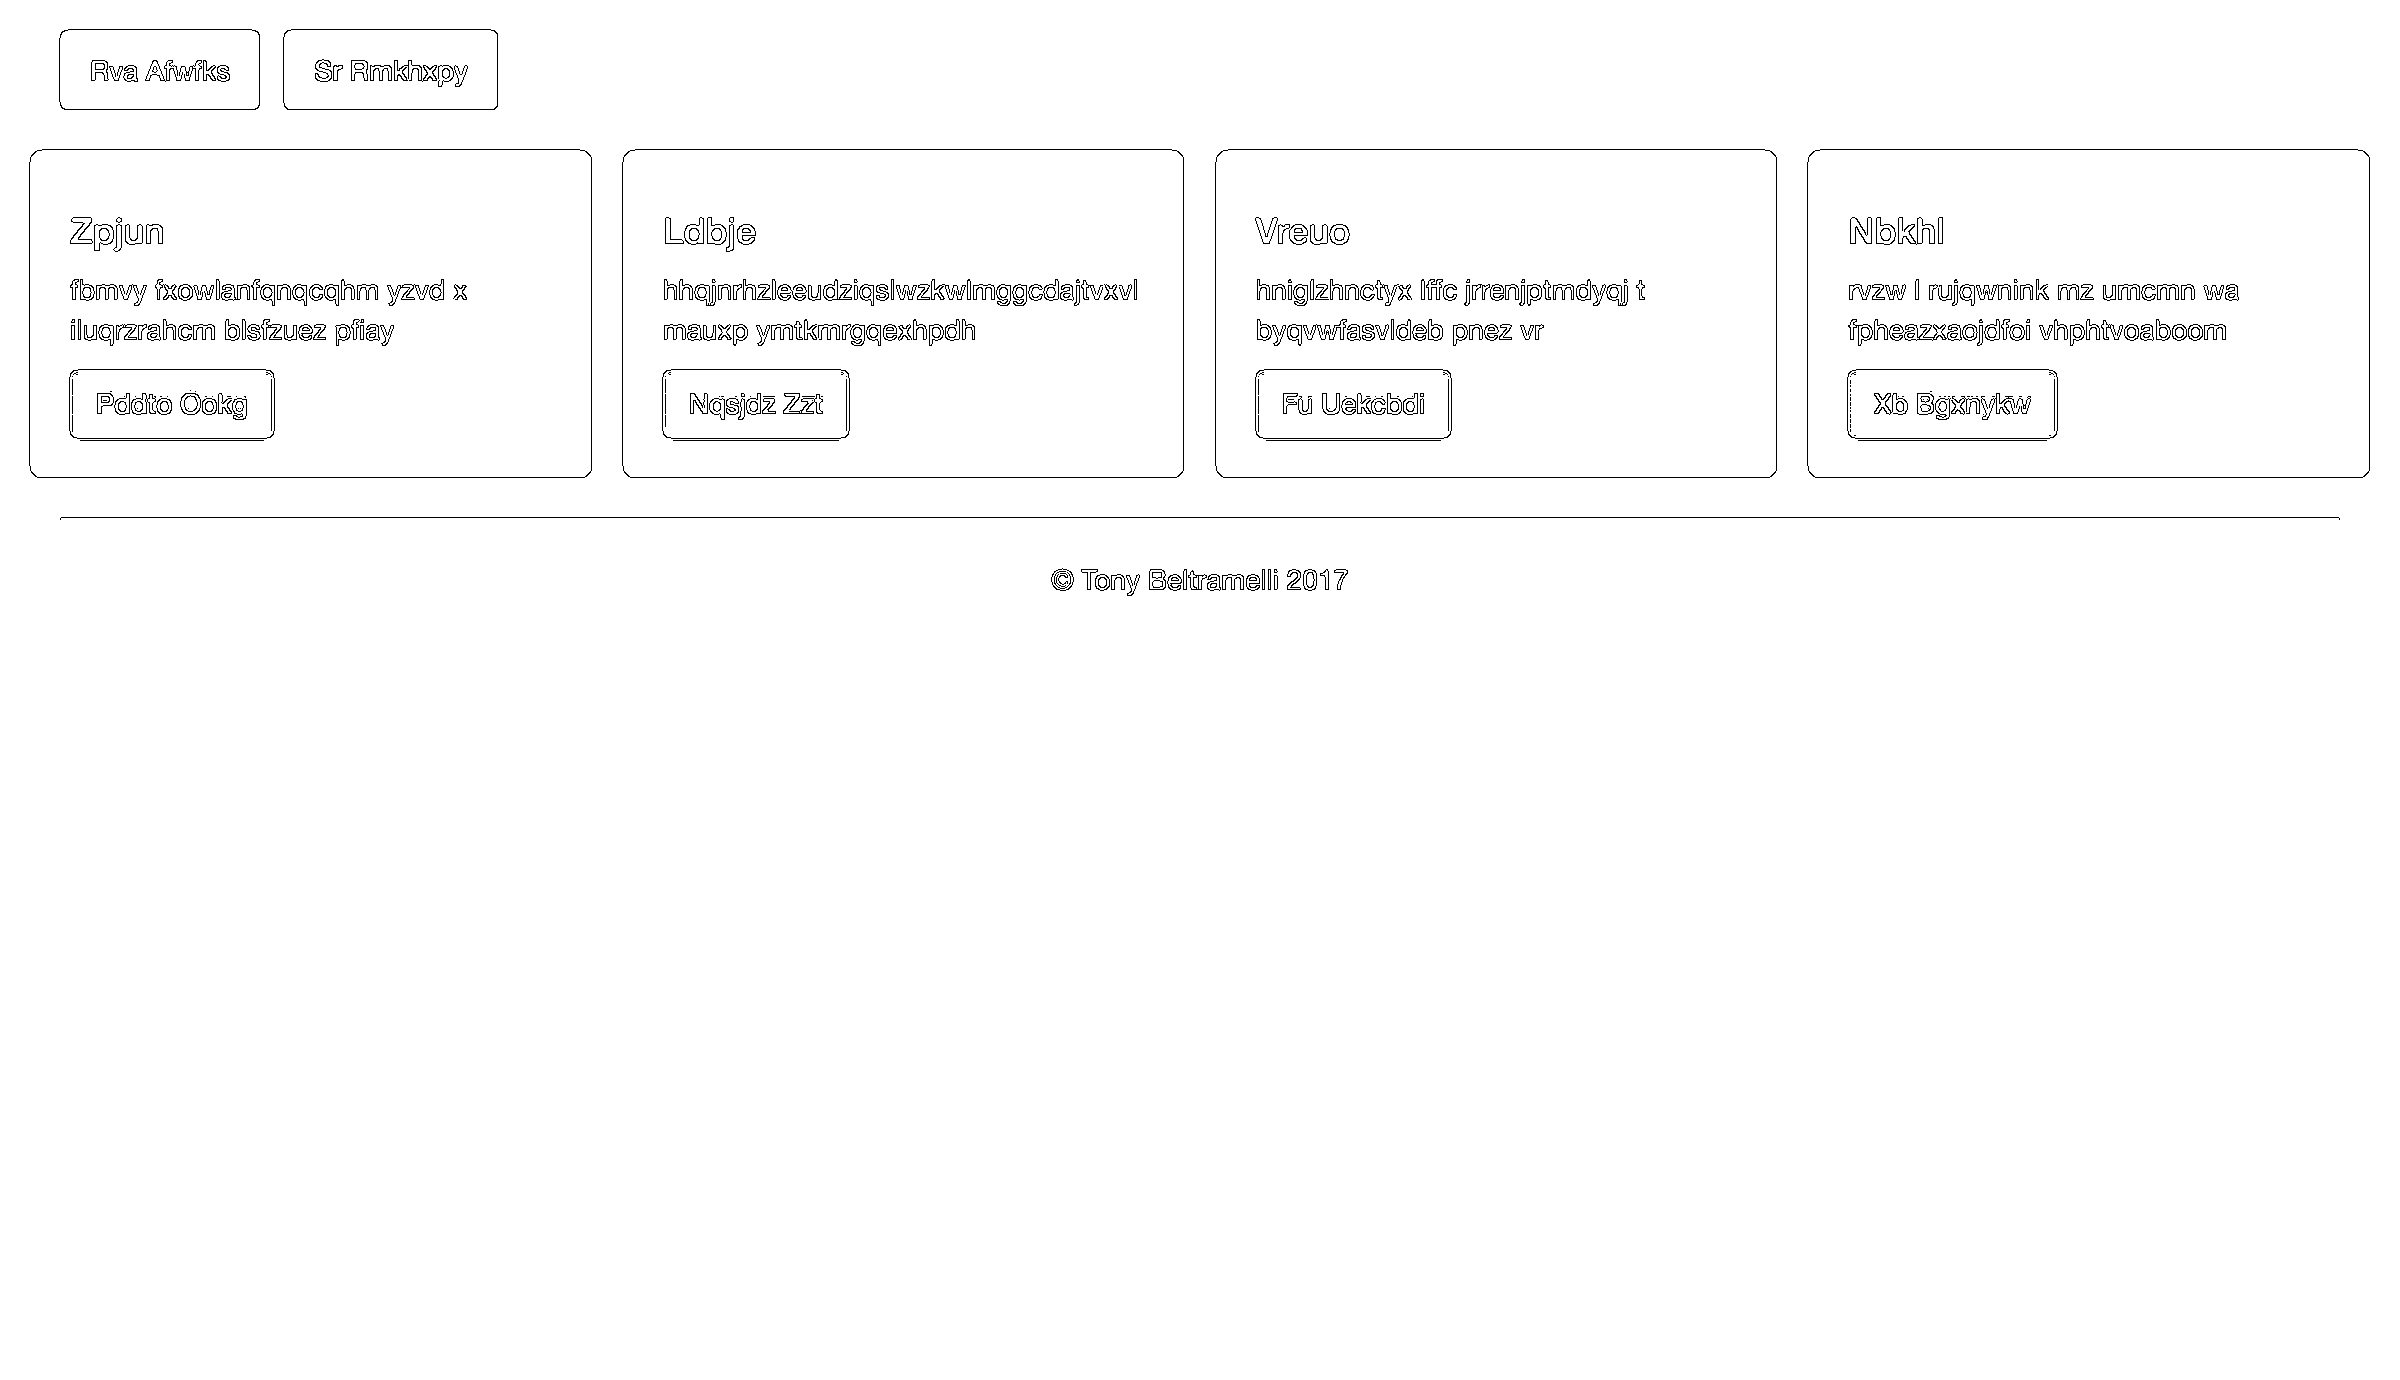 Rva Afwfks
Sr Rmkhxpy
Zpjun
fbmvy fxowlanfqnqcqhm yzvd x
iluqrzrahcm blsfzuez pfiay
Pddto Ookg
Ldbje
hhqjnrhzleeudziqslwzkwlmggcdajtvxvl
mauxp ymtkmrgqexhpdh
Nqsjdz Zzt
Vreuo
hniglzhnctyx lffc jrrenjptmdyqj t
byqvwfasvldeb pnez vr
Fu Uekcbdi
Nbkhl
rvzw l rujqwnink mz umcmn wa
fpheazxaojdfoi vhphtvoaboom
Xb Bgxnykw
© Tony Beltramelli 2017